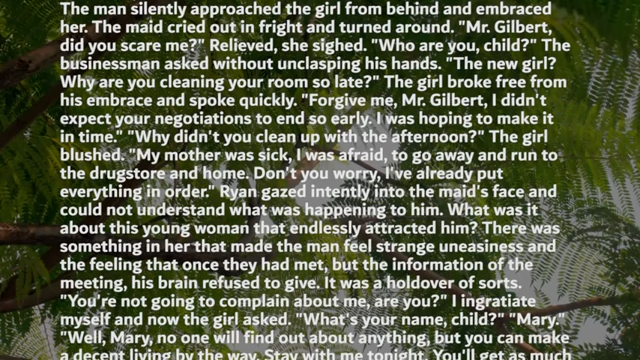 The man silently approached the girl from behind and embraced
her. The maid cried out in fright and turned around. "Mr. Gilbert,
did you scare me?" Relieved, she sighed. "Who are you, child?" The
businessman asked without unclasping his hands. "The new girl?
Why are you cleaning your room so late?" The girl broke free from
his embrace and spoke quickly. "Forgive me, Mr. Gilbert, I didn't
expect your negotiations to end so early. I was hoping to make it
in time." "Why didn't you clean up with the afternoon?" The girl
blushed. "My mother was sick, I was afraid, to go away and run to
the drugstore and home. Don't you worry, I've already put
everything in order." Ryan gazed intently into the maid's face and
could not understand what was happening to him. What was it
about this young woman that endlessly attracted him? There was
something in her that made the man feel strange uneasiness and
the feeling that once they had met, but the information of the
meeting, his brain refused to give. It was a holdover of sorts.
"You're not going to complain about me, are you?" I ingratiate
myself and now the girl asked. "What's your name, child?" "Mary."
"Well, Mary, no one will find out about anything, but you can make
a decent living by the way. Stay with me tonight. You'll get as much